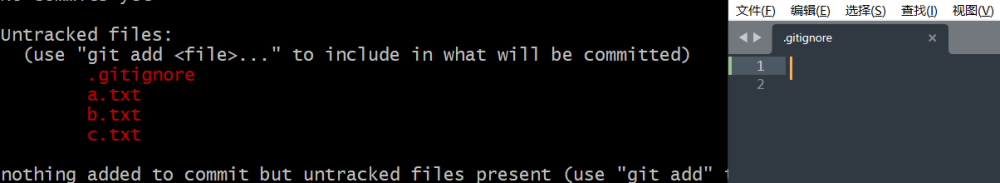 Untracked files:
(use "git add <file>..." to include in what will be committed)
.gitignore
a.txt
b.txt
c.txt
nothing added to commit but untracked files present (use "git add"
文件(F) 编辑(E) 选择(S) 查找(I) 视图(V)
.gitignore ×
1
2